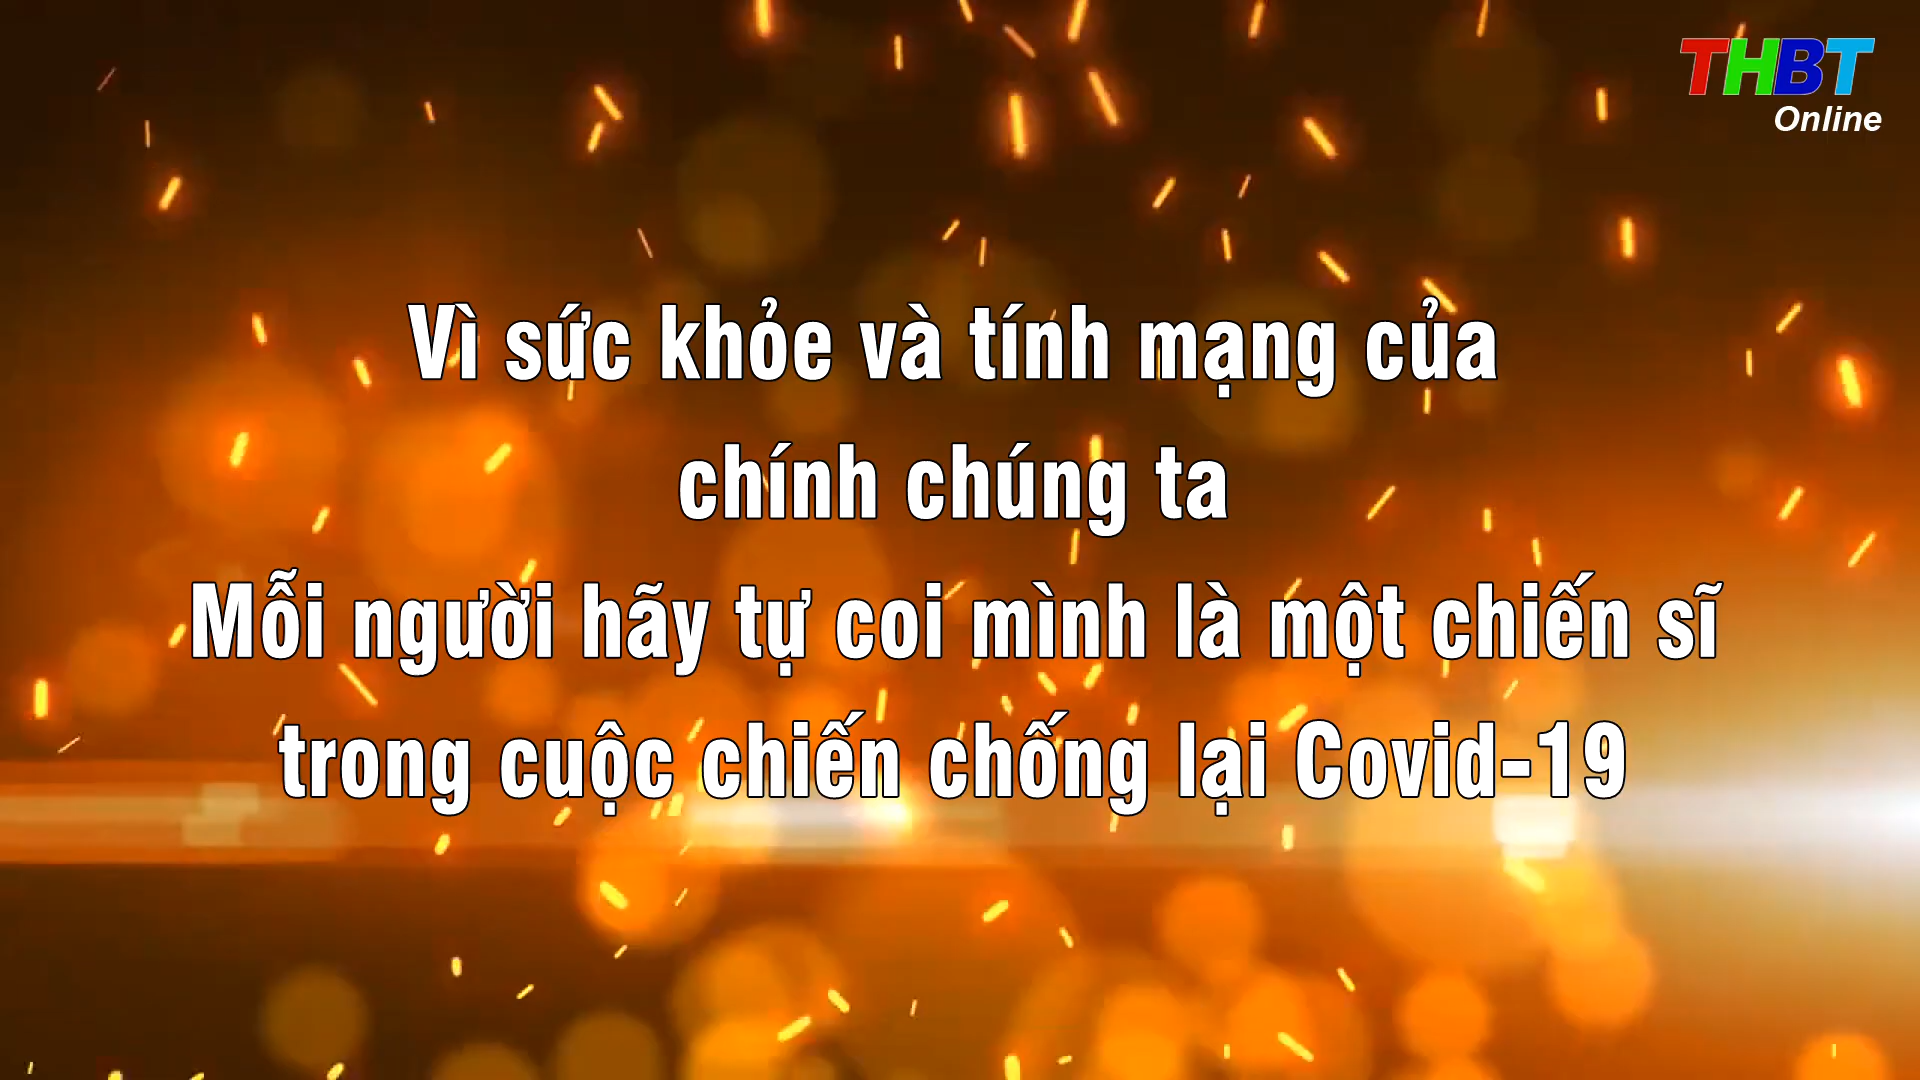 THBT
Online
Vì sức khỏe và tính mạng của
chính chúng ta
Mỗi người hãy tự coi mình là một chiến sĩ
trong cuộc chiến chống lại Covid-19